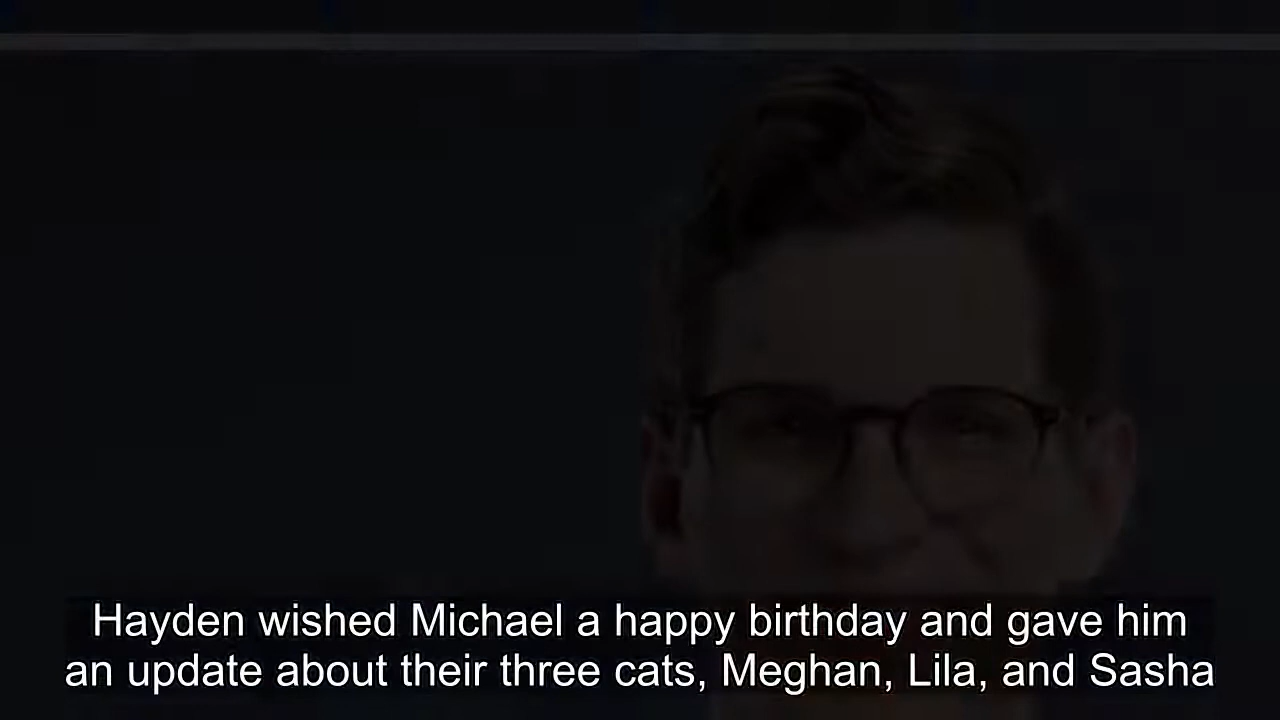 Hayden wished Michael a happy birthday and gave him
an update about their three cats, Meghan, Lila, and Sasha